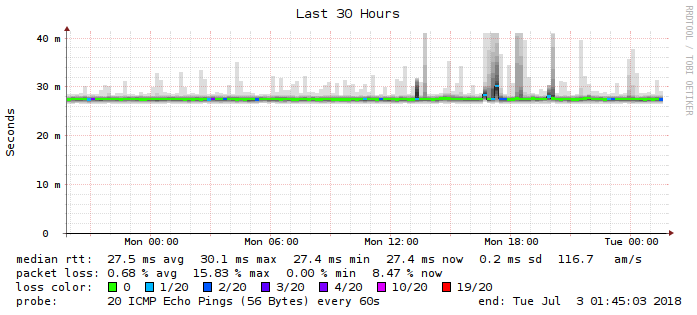 Last 30 Hours
RRDTOOL / TOBI OETIKER
Seconds
40 m
30 m
20 m
10 m
0
Mon 00:00 Mon 06:00 Mon 12:00 Mon 18:00 Tue 00:00
median rtt: 27.5 ms avg 30.1 ms max 27.4 ms min 27.4 ms now 0.2 ms sd 116.7 am/s
packet loss: 0.68 % avg 15.83 % max 0.00 % min 8.47 % now
loss color: 0 1/20 2/20 3/20 4/20 10/20 19/20
probe: 20 ICMP Echo Pings (56 Bytes) every 60s end: Tue Jul 3 01:45:03 2018